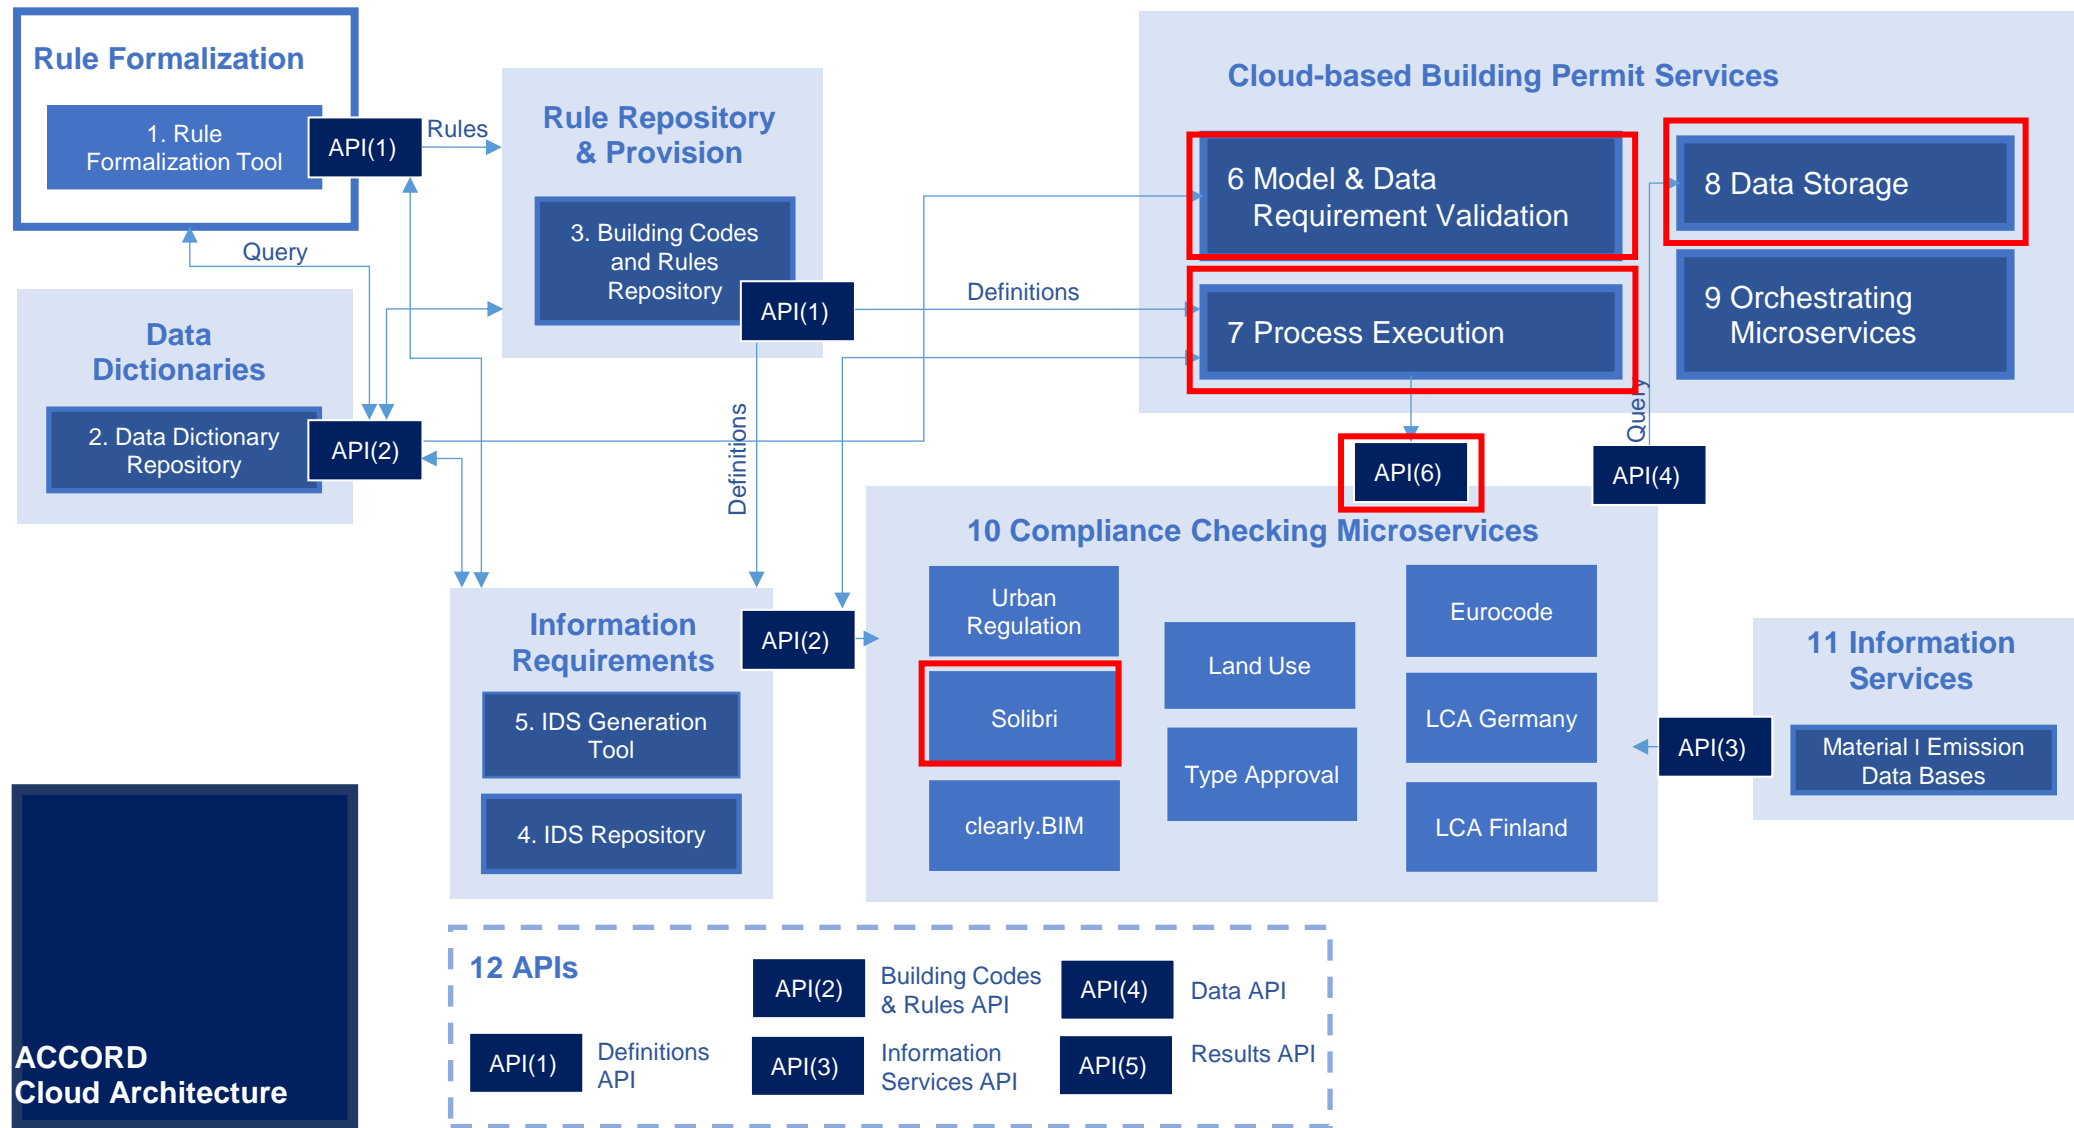 Rule Formalization
1. Rule
Formalization Tool
API(1)
Rules
Query
Data
Dictionaries
2. Data Dictionary
Repository
API(2)
Rule Repository
& Provision
3. Building Codes
and Rules
Repository
API(1)
Definitions
Definitions
Cloud-based Building Permit Services
6 Model & Data
Requirement Validation
7 Process Execution
8 Data Storage
9 Orchestrating
Microservices
Query
API(6)
API(4)
Information
Requirements
API(2)
5. IDS Generation
Tool
4. IDS Repository
10 Compliance Checking Microservices
Urban
Regulation
Solibri
clearly.BIM
Land Use
Type Approval
Eurocode
LCA Germany
LCA Finland
API(3)
11 Information
Services
Material I Emission
Data Bases
ACCORD
Cloud Architecture
12 APIs
API(1)
Definitions
API
API(2)
Building Codes
& Rules API
API(3)
Information
Services API
API(4)
Data API
API(5)
Results API